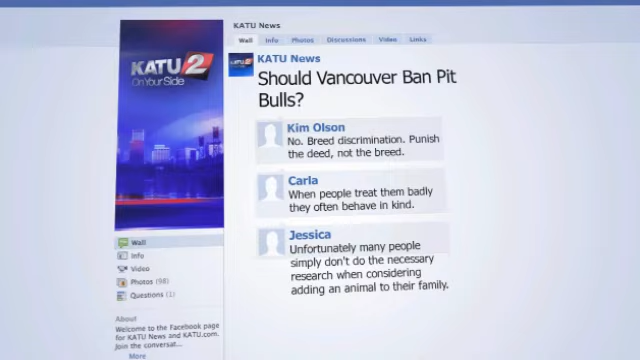 KATU News
Wall Info Photos Discussions Video Links
KATU 2
On Your Side
KATU News
Should Vancouver Ban Pit
Bulls?
Kim Olson
No. Breed discrimination. Punish
the deed, not the breed.
Carla
When people treat them badly
they often behave in kind.
Jessica
Unfortunately many people
simply don't do the necessary
research when considering
adding an animal to their family.
Wall
Info
Video
Photos (98)
Questions (1)
About
Welcome to the Facebook page
for KATU News and KATU.com.
Join the conversat...
More